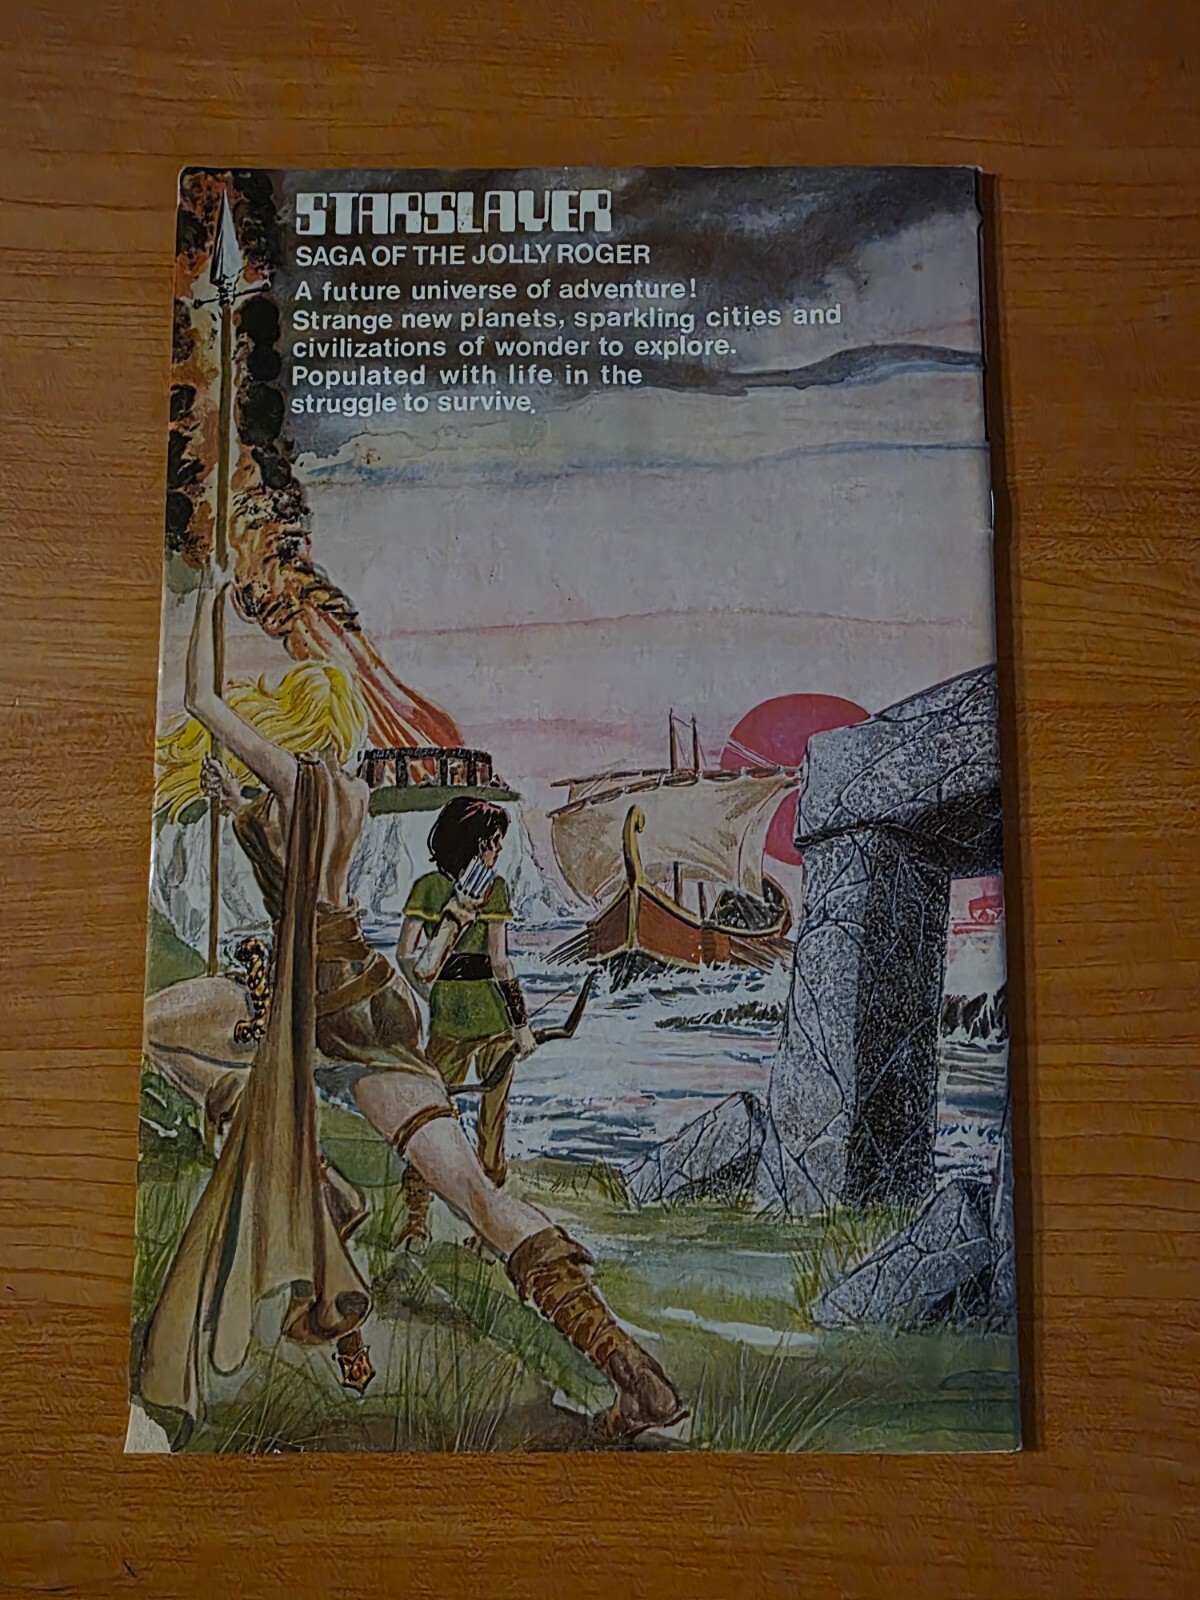 STARSLAYER
SAGA OF THE JOLLY ROGER
A future universe of adventure!
Strange new planets, sparkling cities and
civilizations of wonder to explore.
Populated with life in the
struggle to survive.